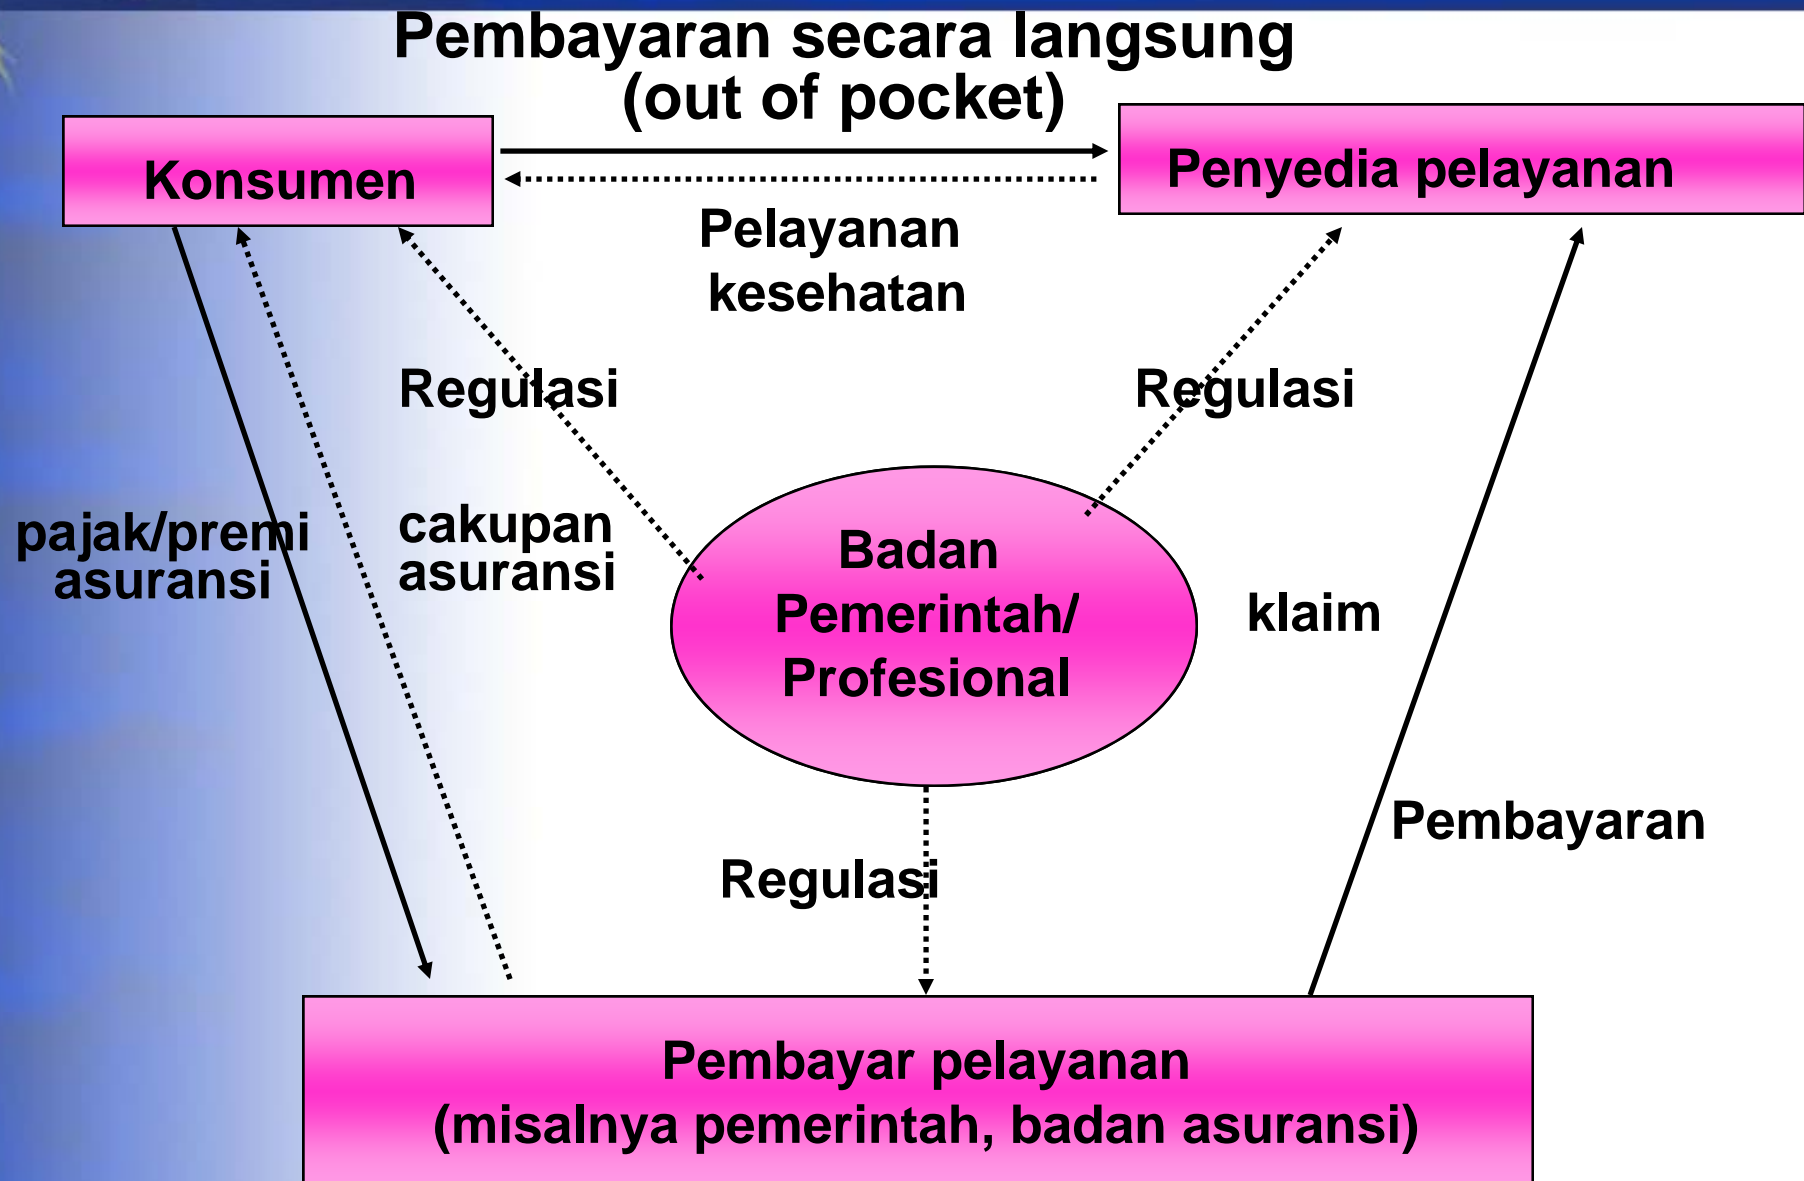 Pembayaran secara langsung
(out of pocket)
Konsumen
Penyedia pelayanan
Pelayanan
kesehatan
Regulasi
Regulasi
pajak/premi
asuransi
cakupan
asuransi
Badan
Pemerintah/
Profesional
klaim
Pembayaran
Regulasi
Pembayar pelayanan
(misalnya pemerintah, badan asuransi)